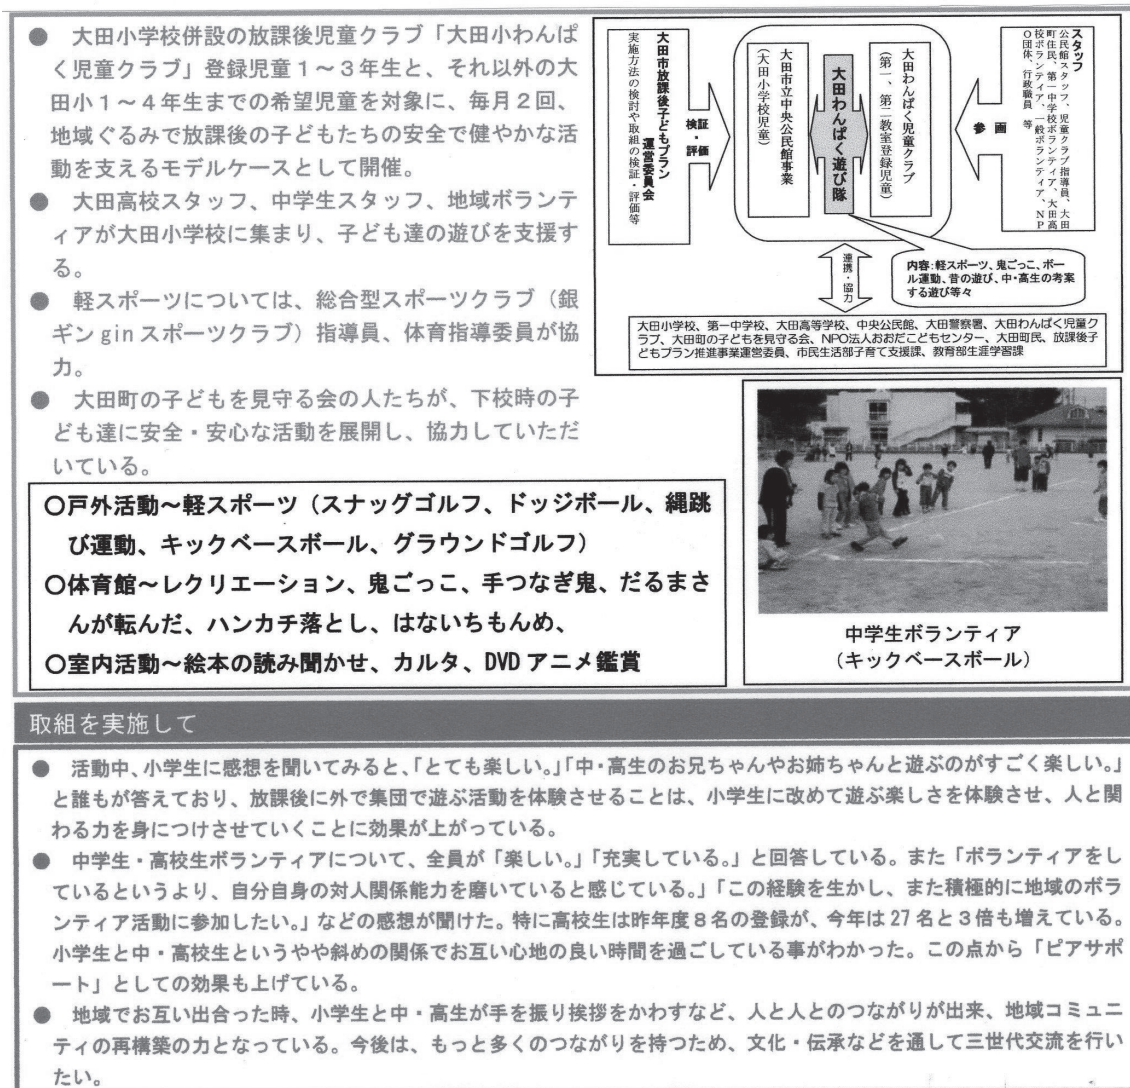 ● 大田小学校併設の放課後児童クラブ「大田小わんぱ
く児童クラブ」登録児童1~3年生と、それ以外の大
田小1~4年生までの希望児童を対象に、毎月2回、
地域ぐるみで放課後の子どもたちの安全で健やかな活
動を支えるモデルケースとして開催。
● 大田高校スタッフ、中学生スタッフ、地域ボランテ
ィアが大田小学校に集まり、子ども達の遊びを支援す
る。
● 軽スポーツについては、総合型スポーツクラブ(銀
ギン gin スポーツクラブ)指導員、体育指導委員が協
力。
● 大田町の子どもを見守る会の人たちが、下校時の子
ども達に安全・安心な活動を展開し、協力していただ
いている。
スタッフ
公民館スタッフ、児童クラブ指導員、大田
町住民、第一中学校ボランティア、大田高
校ボランティア、一般ボランティア、NP
O団体、行政職員 等
参 画
大田わんぱく児童クラブ
(第一、第二教室登録児童)
大田わんぱく遊び隊
大田市立中央公民館事業
(大田小学校児童)
検証
・
評価
大田市放課後子どもプラン
運営委員会
実施方法の検討や取組の検証・評価等
連携・
協力
内容:軽スポーツ、鬼ごっこ、ボー
ル運動、昔の遊び、中・高生の考案
する遊び等々
大田小学校、第一中学校、大田高等学校、中央公民館、大田警察署、大田わんぱく児童ク
ラブ、大田町の子どもを見守る会、NPO法人おおだこどもセンター、大田町民、放課後子
どもプラン推進事業運営委員、市民生活部子育て支援課、教育部生涯学習課
○戸外活動~軽スポーツ(スナッグゴルフ、ドッジボール、縄跳
び運動、キックベースボール、グラウンドゴルフ)
○体育館~レクリエーション、鬼ごっこ、手つなぎ鬼、だるまさ
んが転んだ、ハンカチ落とし、はないちもんめ、
○室内活動~絵本の読み聞かせ、カルタ、DVD アニメ鑑賞
中学生ボランティア
(キックベースボール)
取組を実施して
● 活動中、小学生に感想を聞いてみると、「とても楽しい。」「中・高生のお兄ちゃんやお姉ちゃんと遊ぶのがすごく楽しい。」
と誰もが答えており、放課後に外で集団で遊ぶ活動を体験させることは、小学生に改めて遊ぶ楽しさを体験させ、人と関
わる力を身につけさせていくことに効果が上がっている。
● 中学生・高校生ボランティアについて、全員が「楽しい。」「充実している。」と回答している。また「ボランティアをし
ているというより、自分自身の対人関係能力を磨いていると感じている。」「この経験を生かし、また積極的に地域のボラ
ンティア活動に参加したい。」などの感想が聞けた。特に高校生は昨年度8名の登録が、今年は27名と3倍も増えている。
小学生と中・高校生というやや斜めの関係でお互い心地の良い時間を過ごしている事がわかった。この点から「ピアサポ
ート」としての効果も上げている。
● 地域でお互い出合った時、小学生と中・高生が手を振り挨拶をかわすなど、人と人とのつながりが出来、地域コミュニ
ティの再構築の力となっている。今後は、もっと多くのつながりを持つため、文化・伝承などを通して三世代交流を行い
たい。